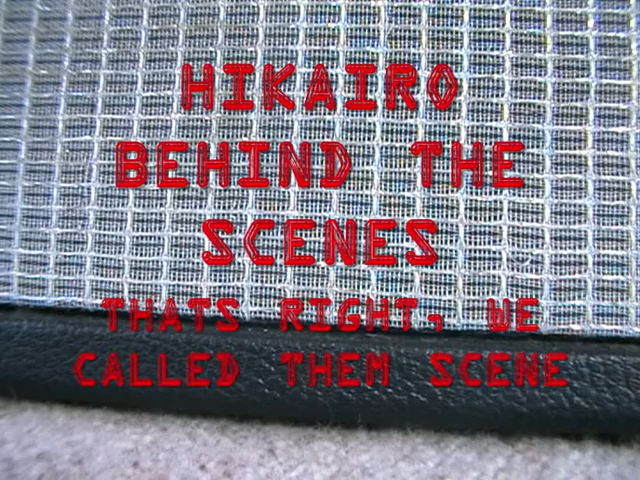 HIKAIRO
BEHIND THE
SCENES
THATS RIGHT, WE
CALLED THEM SCENE